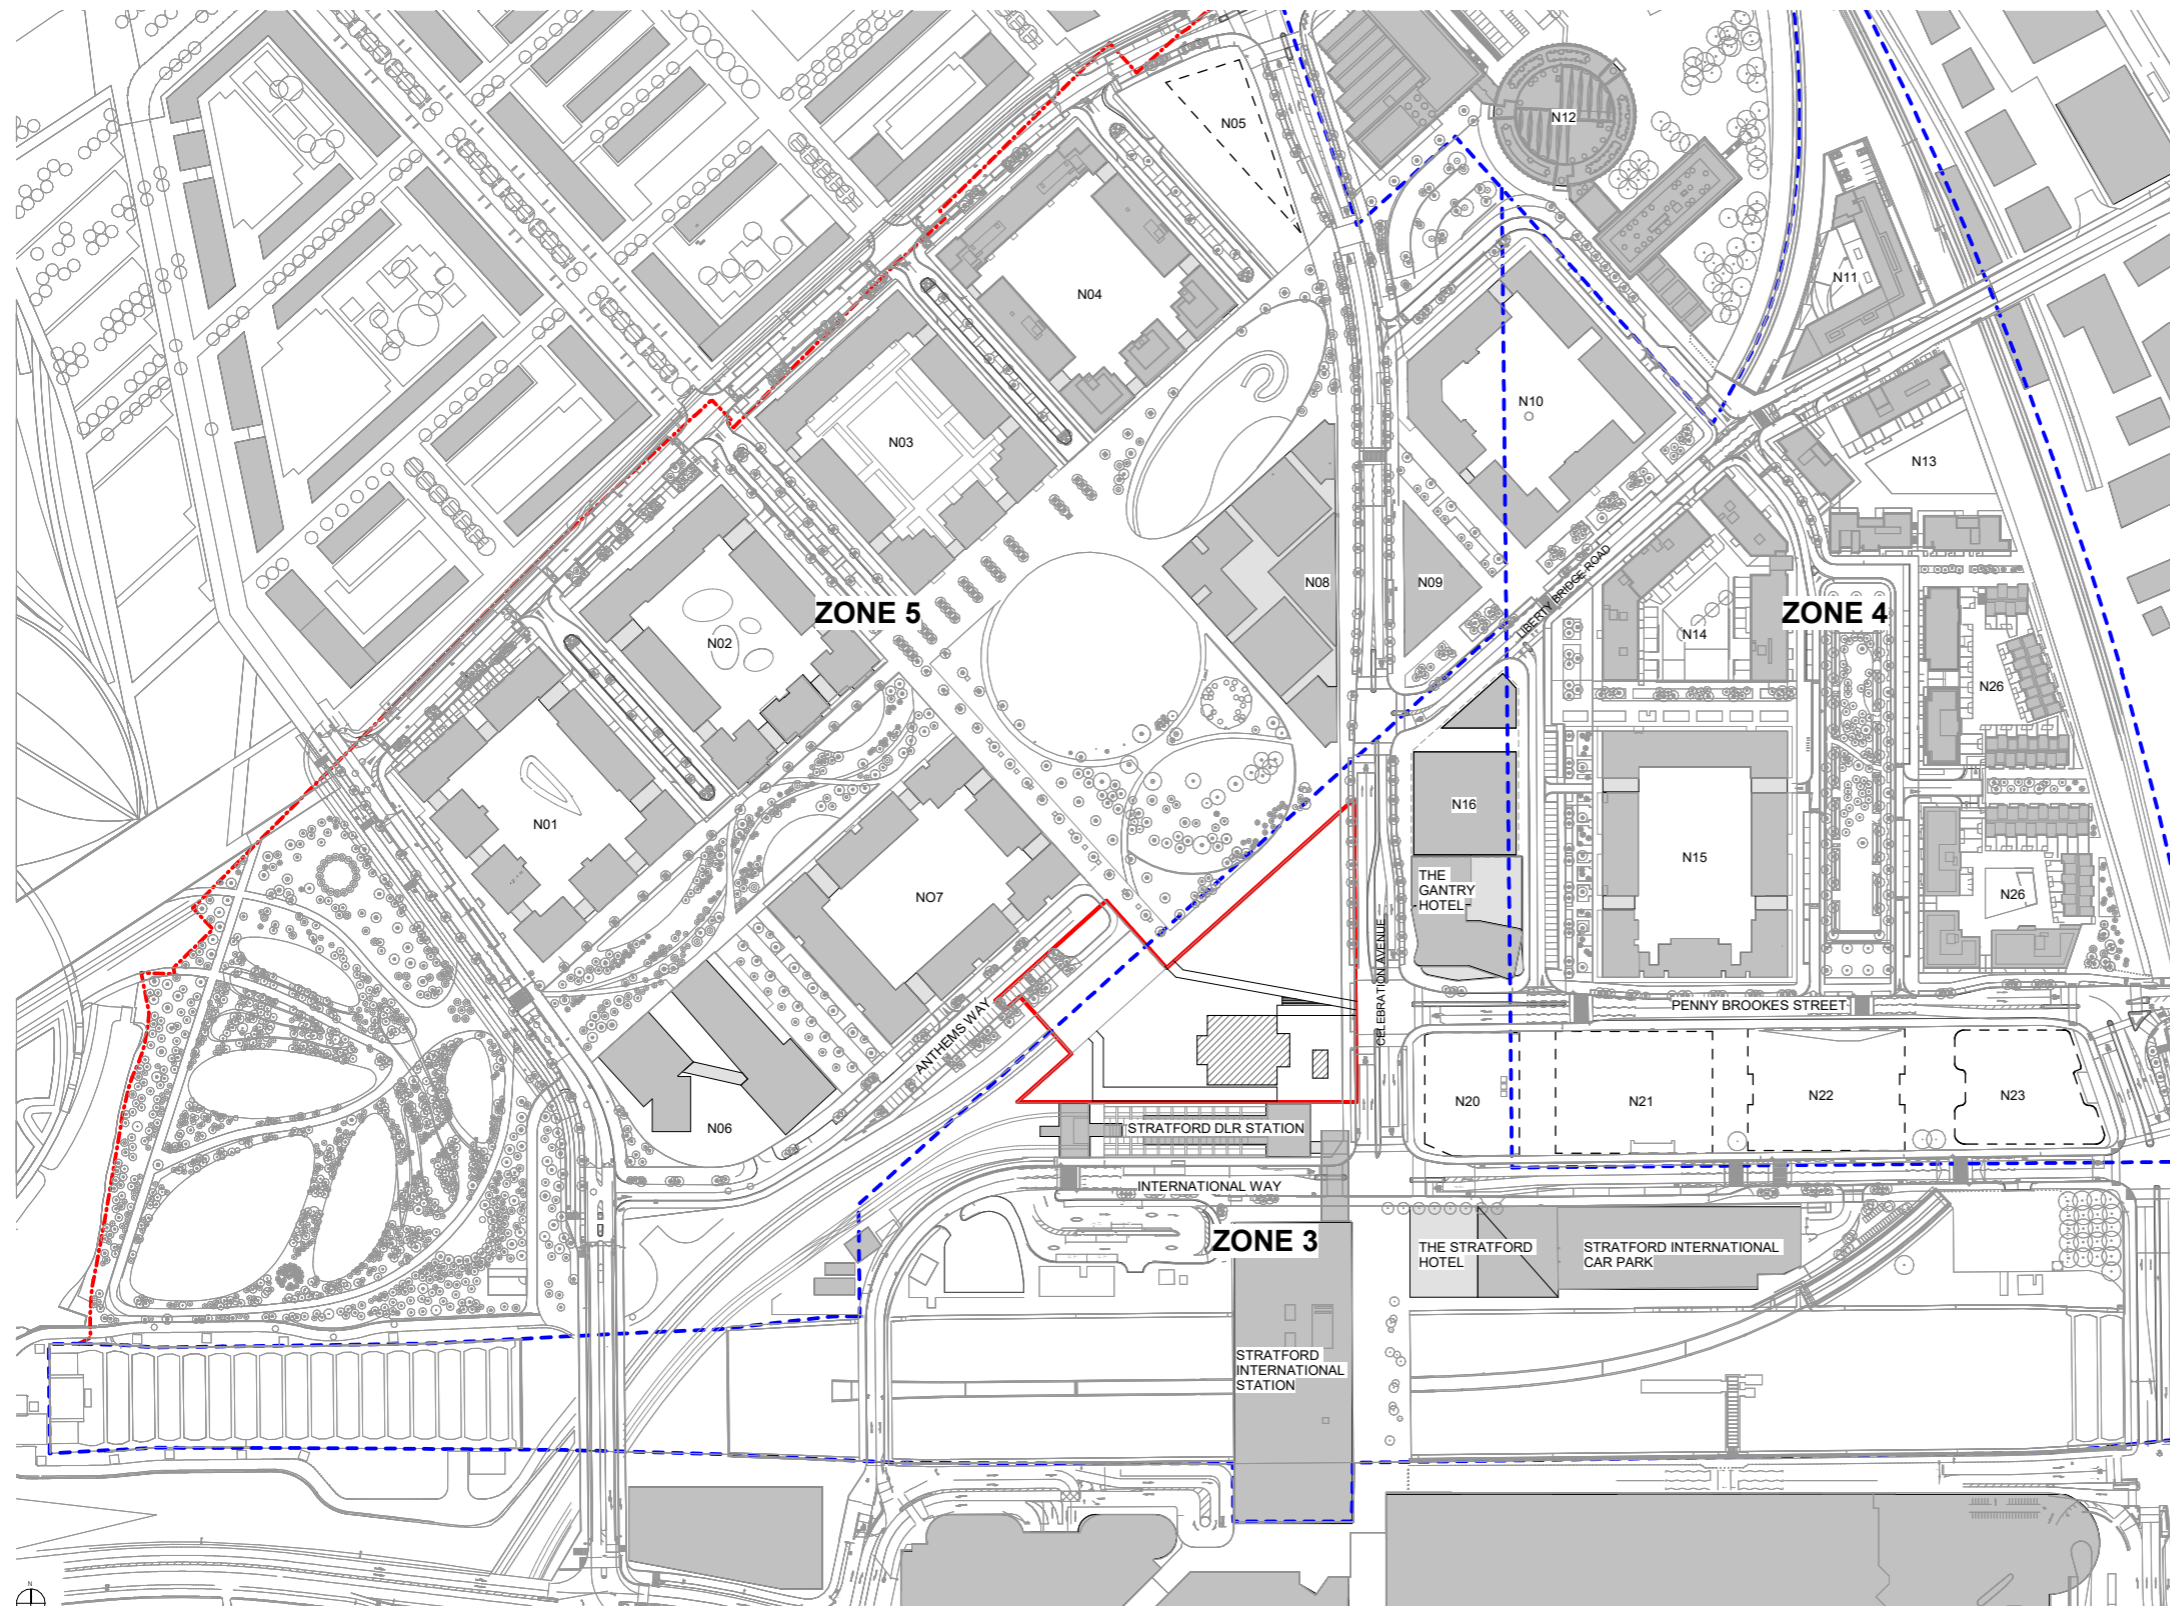 N05
N12
N11
N04
N10
N03
N13
N08
N09
LIBERTY BRIDGE ROAD
ZONE 5
ZONE 4
N02
N14
N26
N01
N16
N15
THE
GANTRY
HOTEL
NO7
N26
CELEBRATION AVENUE
ANTHEMS WAY
PENNY BROOKES STREET
N20
N21
N22
N23
N06
STRATFORD DLR STATION
INTERNATIONAL WAY
ZONE 3
THE STRATFORD
HOTEL
STRATFORD INTERNATIONAL
CAR PARK
STRATFORD
INTERNATIONAL
STATION
N